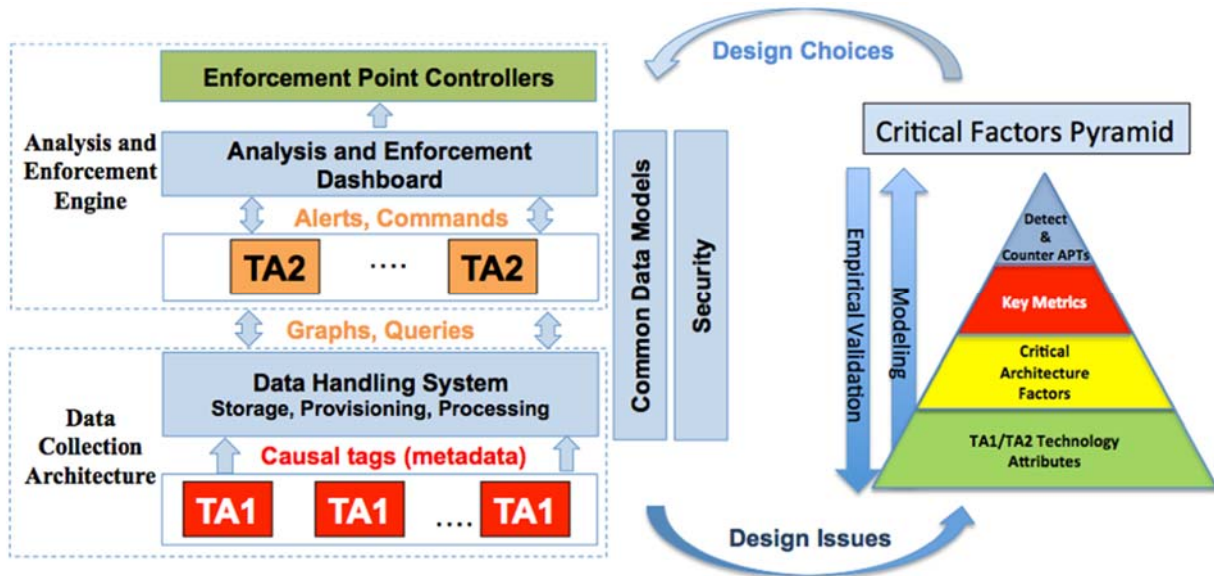 Design Choices
Enforcement Point Controllers
Analysis and
Enforcement
Engine
Analysis and Enforcement
Dashboard
Alerts, Commands
TA2
....
TA2
Graphs, Queries
Data
Collection
Architecture
Data Handling System
Storage, Provisioning, Processing
Causal tags (metadata)
TA1
TA1
....
TA1
Common Data Models
Security
Critical Factors Pyramid
Empirical Validation
Modeling
Detect
&
Counter APTs
Key Metrics
Critical
Architecture
Factors
TA1/TA2 Technology
Attributes
Design Issues